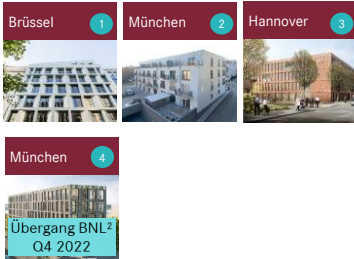 Brüssel 1
München 2
Hannover 3
München 4
Übergang BNL²
Q4 2022